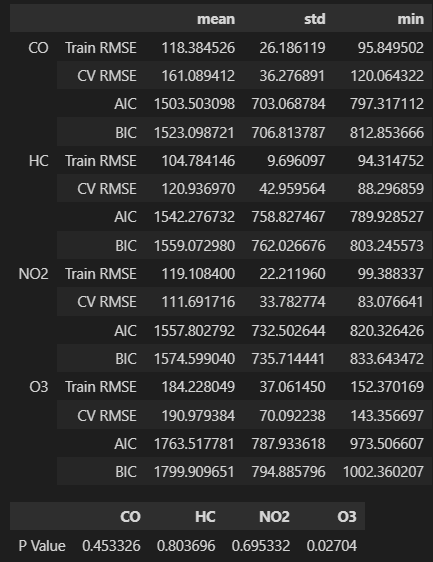 mean std min
CO Train RMSE 118.384526 26.186119 95.849502
CV RMSE 161.089412 36.276891 120.064322
AIC 1503.503098 703.068784 797.317112
BIC 1523.098721 706.813787 812.853666
HC Train RMSE 104.784146 9.696097 94.314752
CV RMSE 120.936970 42.959564 88.296859
AIC 1542.276732 758.827467 789.928527
BIC 1559.072980 762.026676 803.245573
NO2 Train RMSE 119.108400 22.211960 99.388337
CV RMSE 111.691716 33.782774 83.076641
AIC 1557.802792 732.502644 820.326426
BIC 1574.599040 735.714441 833.643472
O3 Train RMSE 184.228049 37.061450 152.370169
CV RMSE 190.979384 70.092238 143.356697
AIC 1763.517781 787.933618 973.506607
BIC 1799.909651 794.885796 1002.360207
CO HC NO2 O3
P Value 0.453326 0.803696 0.695332 0.02704